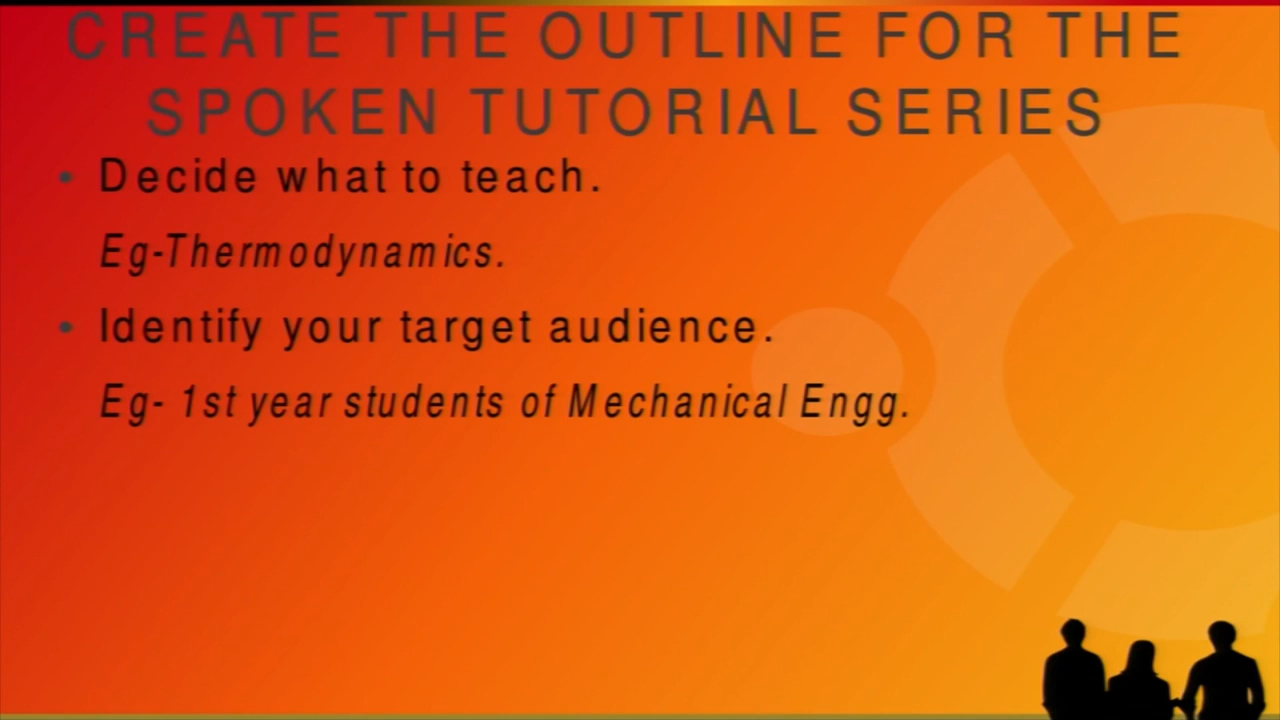 CREATE THE OUTLINE FOR THE
SPOKEN TUTORIAL SERIES
• Decide what to teach.
Eg-Thermodynamics.
• Identify your target audience.
Eg- 1st year students of Mechanical Engg.